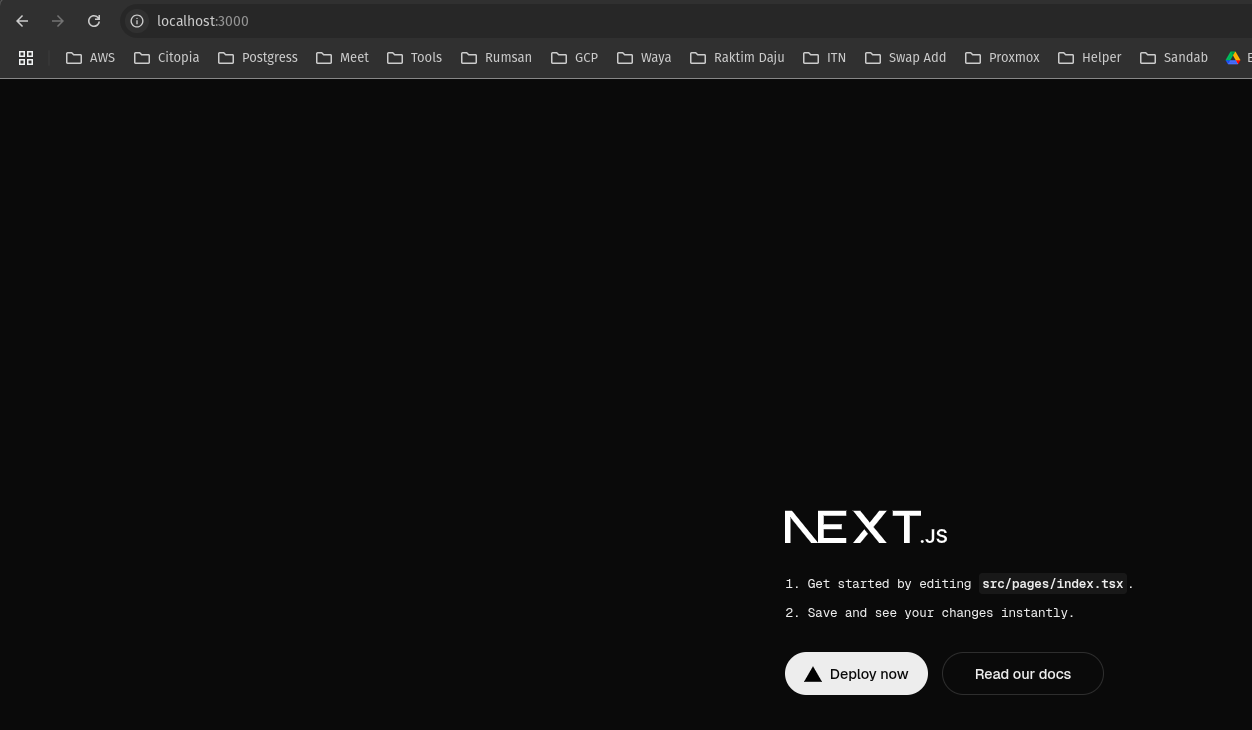 localhost:3000
AWS Citopia Postgress Meet Tools Rumsan GCP Waya Raktim Daju ITN Swap Add Proxmox Helper Sandab
NEXT.JS
1. Get started by editing src/pages/index.tsx.
2. Save and see your changes instantly.
Deploy now Read our docs